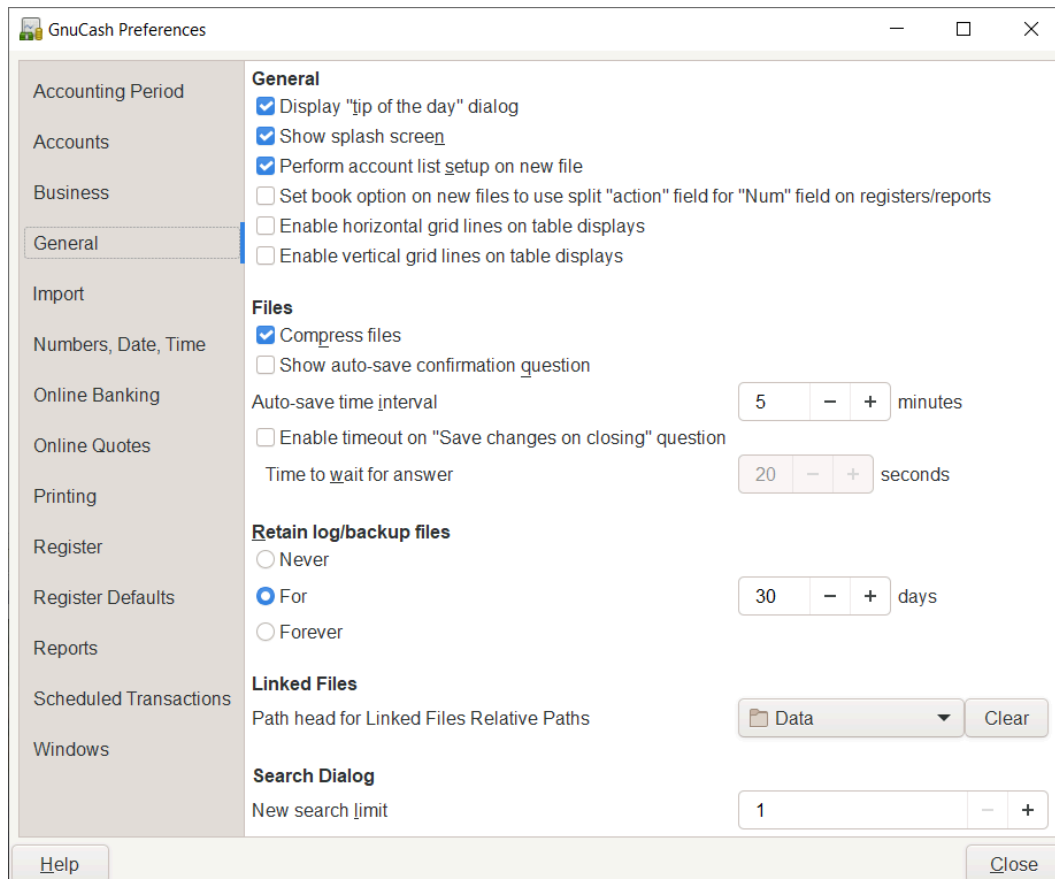 GnuCash Preferences
Accounting Period
Accounts
Business
General
Import
Numbers, Date, Time
Online Banking
Online Quotes
Printing
Register
Register Defaults
Reports
Scheduled Transactions
Windows
General
Display "tip of the day" dialog
Show splash screen
Perform account list setup on new file
Set book option on new files to use split "action" field for "Num" field on registers/reports
Enable horizontal grid lines on table displays
Enable vertical grid lines on table displays
Files
Compress files
Show auto-save confirmation question
Auto-save time interval 5 − + minutes
Enable timeout on "Save changes on closing" question
Time to wait for answer 20 − + seconds
Retain log/backup files
Never
For 30 − + days
Forever
Linked Files
Path head for Linked Files Relative Paths Data Clear
Search Dialog
New search limit 1 − +
Help Close